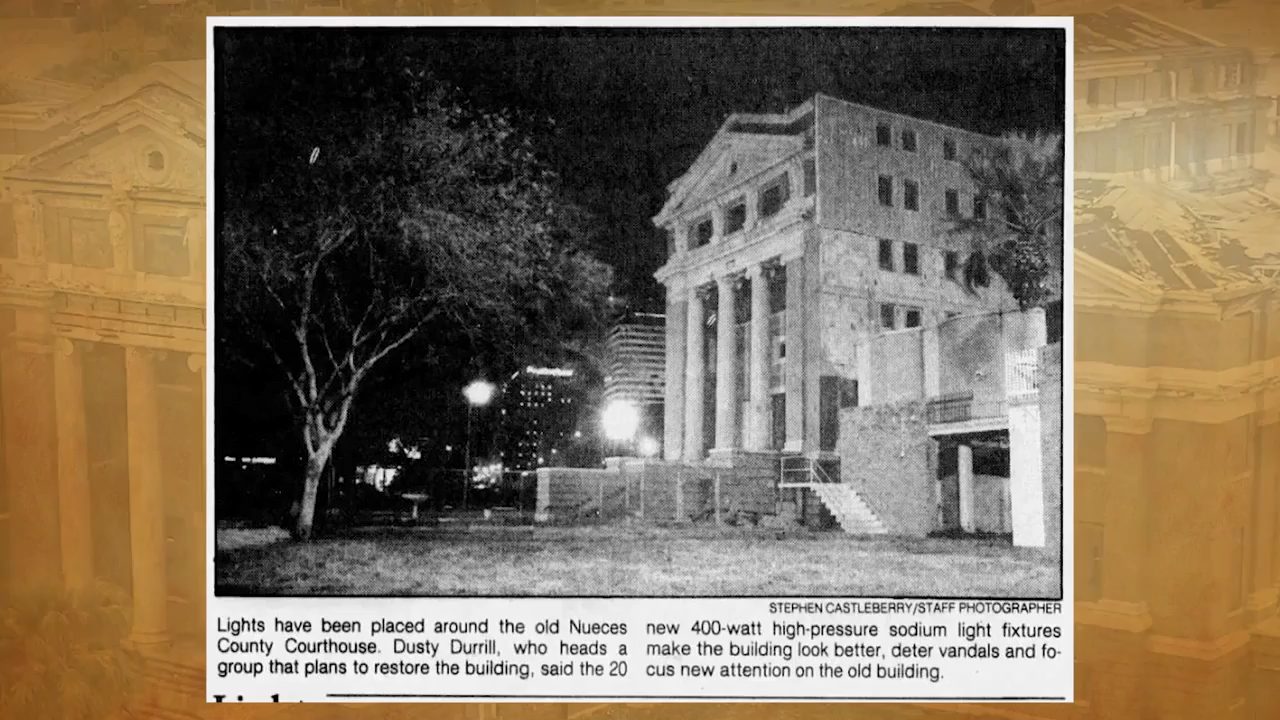 STEPHEN CASTLEBERRY/STAFF PHOTOGRAPHER
Lights have been placed around the old Nueces
County Courthouse. Dusty Durrill, who heads a
group that plans to restore the building, said the 20
new 400-watt high-pressure sodium light fixtures
make the building look better, deter vandals and fo-
cus new attention on the old building.